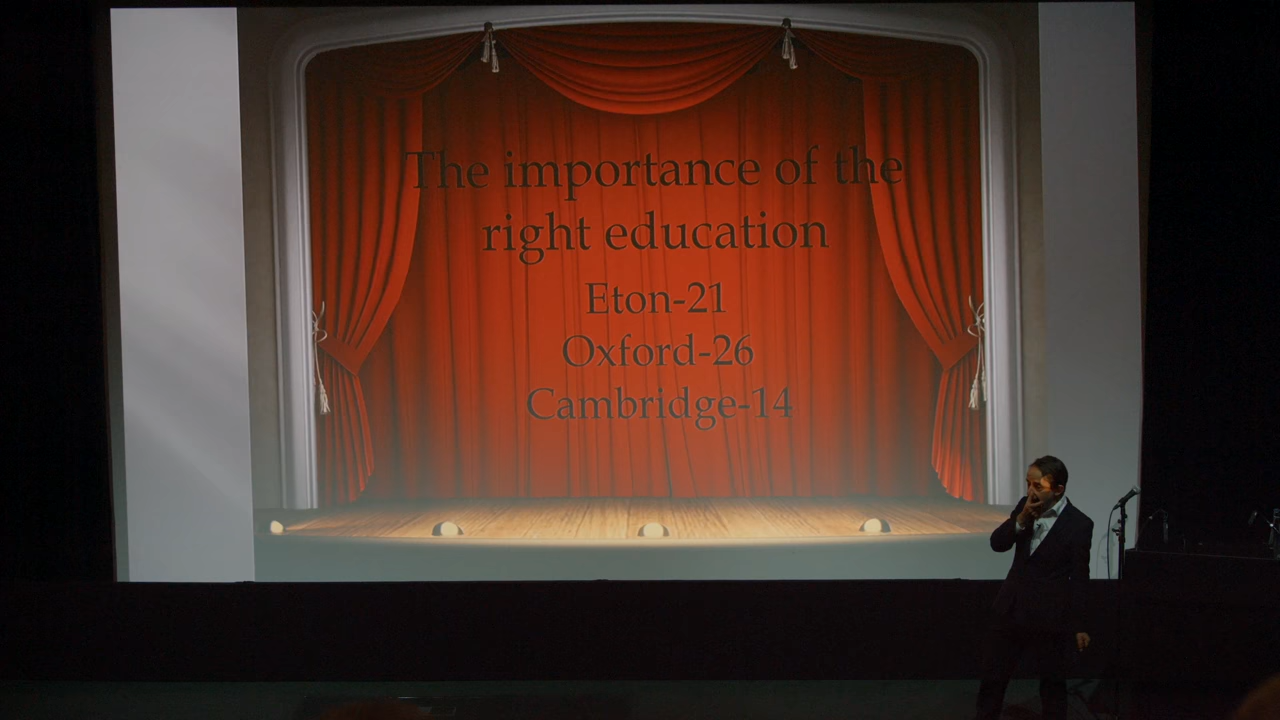 The importance of the
right education
Eton-21
Oxford-26
Cambridge-14